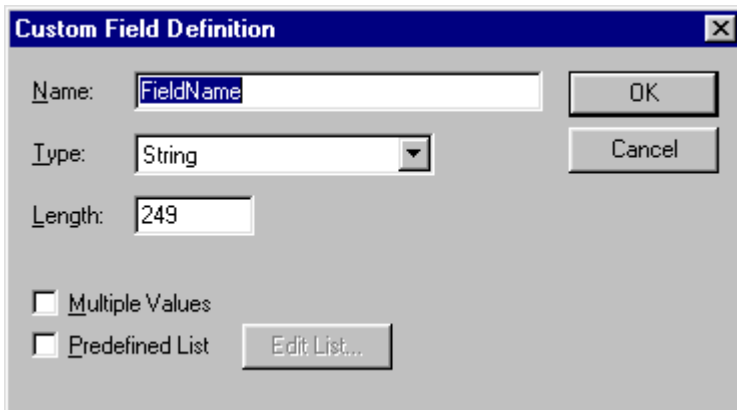 Custom Field Definition
Name: FieldName OK
Type: String Cancel
Length: 249
Multiple Values
Predefined List Edit List...